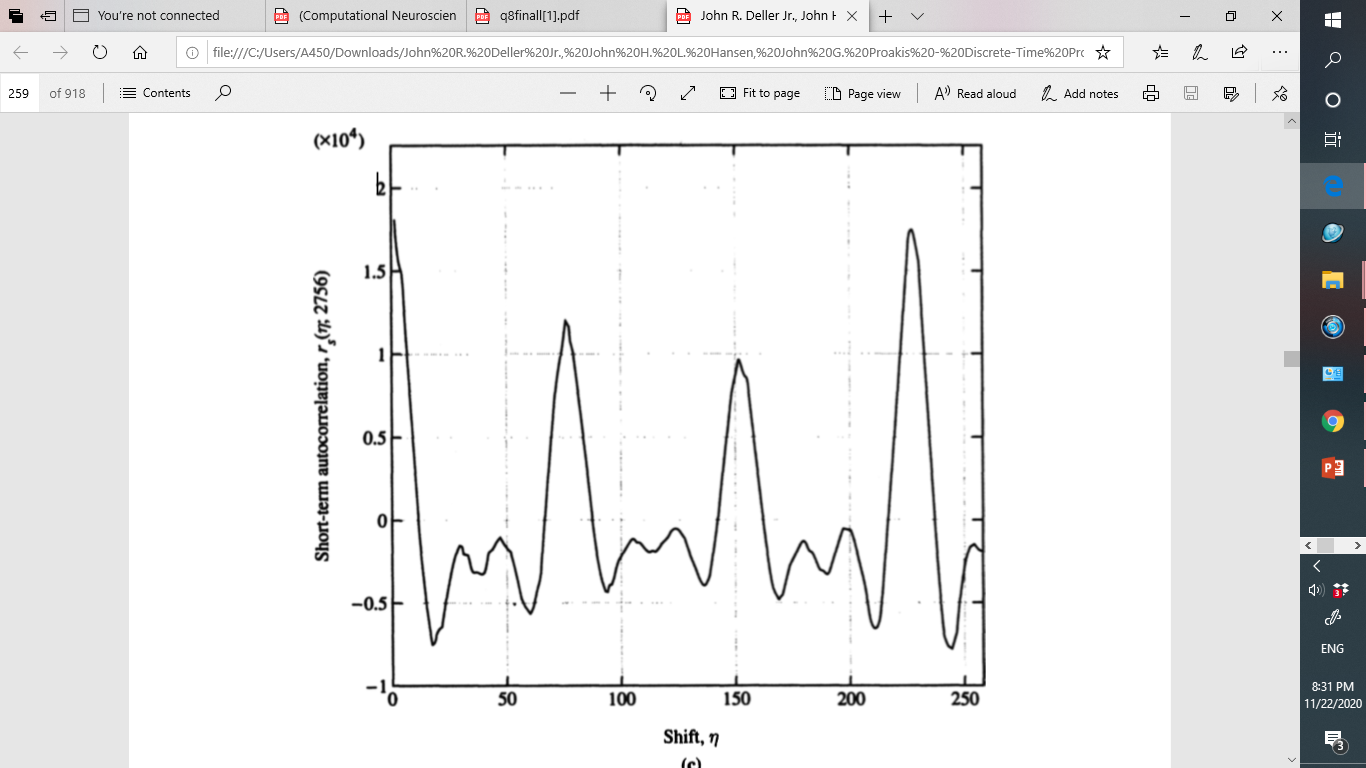 You're not connected
(Computational Neuroscien
q8finall[1].pdf
John R. Deller Jr., John H
file:///C:/Users/A450/Downloads/John%20R.%20Deller%20Jr.,%20John%20H.%20L.%20Hansen,%20John%20G.%20Proakis%20-%20Discrete-Time%20Pro
259 of 918
Contents
Fit to page
Page view
Read aloud
Add notes
(×10⁴)
2
1.5
1
0.5
0
−0.5
−1
Short-term autocorrelation, rₛ(η; 2756)
0 50 100 150 200 250
Shift, η
(c)
3
ENG
8:31 PM
11/22/2020
3